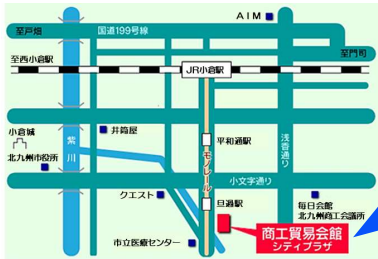 AIM
至戸畑
国道199号線
至門司
至西小倉駅
JR小倉駅
小倉城
井筒屋
平和通駅
浅香通り
紫川
北九州市役所
モノレール
小文字通り
クエスト
旦過駅
毎日会館
北九州商工会議所
商工貿易会館
シティプラザ
市立医療センター